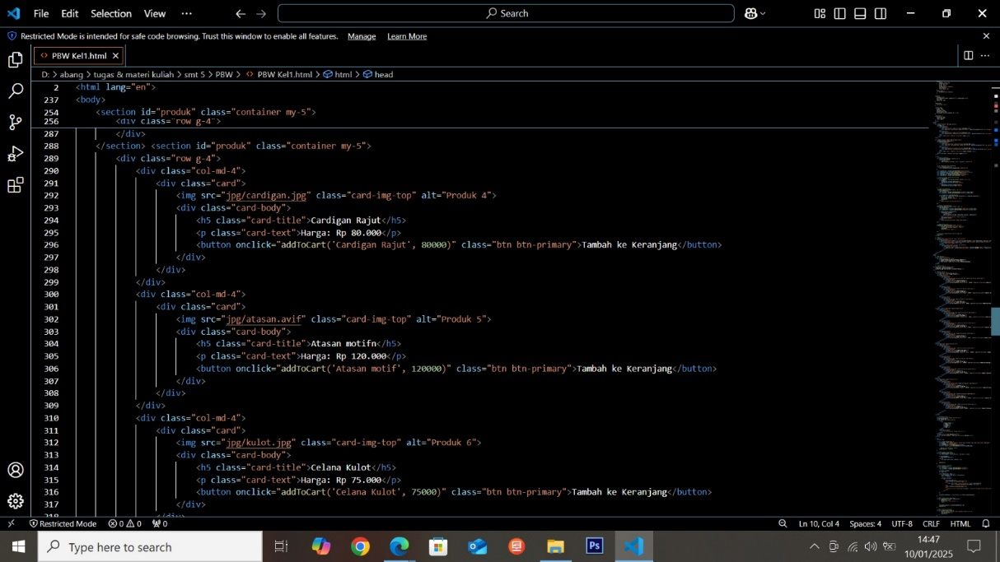 File Edit Selection View ··· Search
Restricted Mode is intended for safe code browsing. Trust this window to enable all features. Manage Learn More
PBW Kel1.html
D: > abang > tugas & materi kuliah > smt 5 > PBW > PBW Kel1.html > html > head
2 <html lang="en">
237 <body>
254 <section id="produk" class="container my-5">
256 <div class="row g-4">
287 </div>
288 </section> <section id="produk" class="container my-5">
289 <div class="row g-4">
290 <div class="col-md-4">
291 <div class="card">
292 <img src="jpg/cardigan.jpg" class="card-img-top" alt="Produk 4">
293 <div class="card-body">
294 <h5 class="card-title">Cardigan Rajut</h5>
295 <p class="card-text">Harga: Rp 80.000</p>
296 <button onclick="addToCart('Cardigan Rajut', 80000)" class="btn btn-primary">Tambah ke Keranjang</button>
297 </div>
298 </div>
299 </div>
300 <div class="col-md-4">
301 <div class="card">
302 <img src="jpg/atasan.avif" class="card-img-top" alt="Produk 5">
303 <div class="card-body">
304 <h5 class="card-title">Atasan motifn</h5>
305 <p class="card-text">Harga: Rp 120.000</p>
306 <button onclick="addToCart('Atasan motif', 120000)" class="btn btn-primary">Tambah ke Keranjang</button>
307 </div>
308 </div>
309 </div>
310 <div class="col-md-4">
311 <div class="card">
312 <img src="jpg/kulot.jpg" class="card-img-top" alt="Produk 6">
313 <div class="card-body">
314 <h5 class="card-title">Celana Kulot</h5>
315 <p class="card-text">Harga: Rp 75.000</p>
316 <button onclick="addToCart('Celana Kulot', 75000)" class="btn btn-primary">Tambah ke Keranjang</button>
317 </div>
318 </div>
Restricted Mode 0 0 0 Ln 10, Col 4 Spaces: 4 UTF-8 CRLF HTML
Type here to search Ps 14:47
10/01/2025